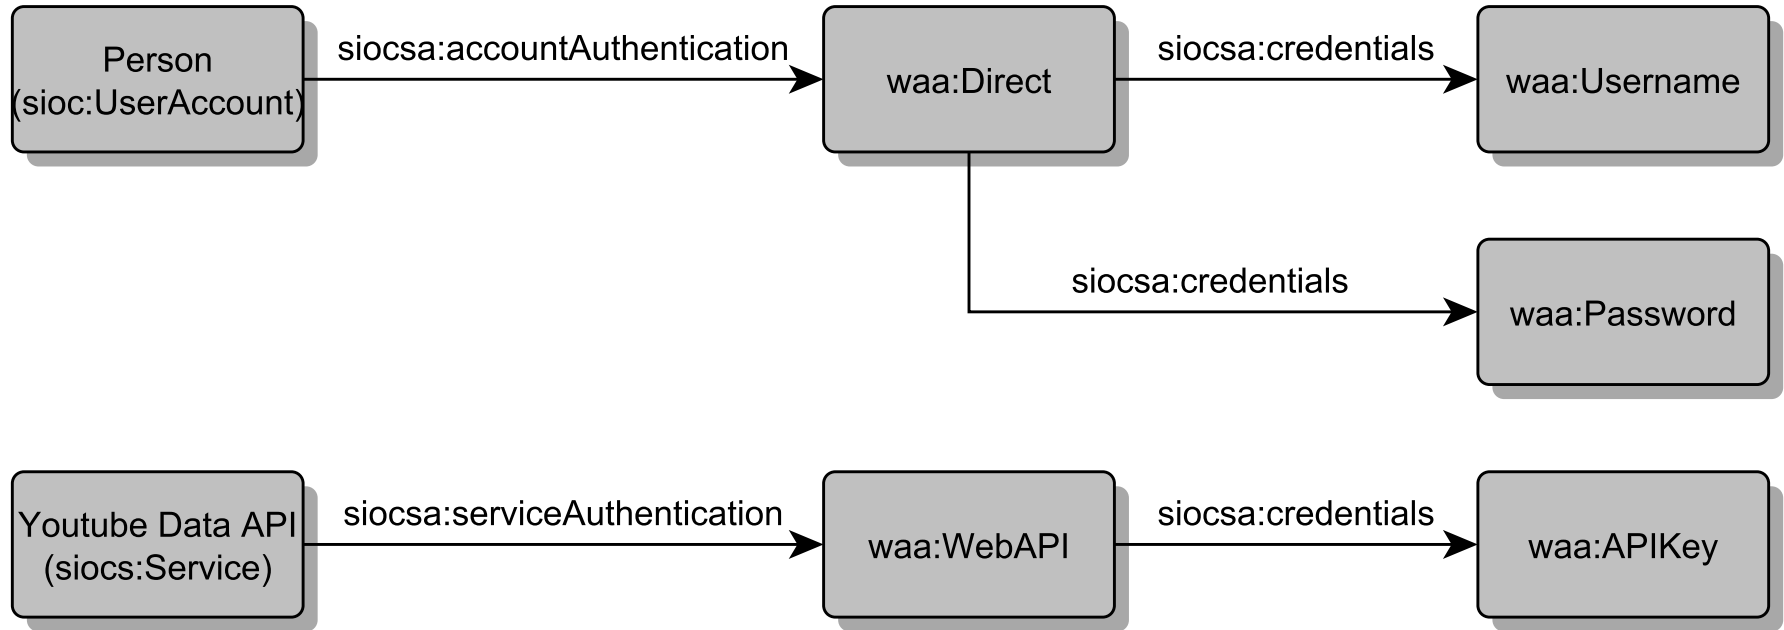 Person
(sioc:UserAccount)
siocsa:accountAuthentication
waa:Direct
siocsa:credentials
waa:Username
siocsa:credentials
waa:Password
Youtube Data API
(siocs:Service)
siocsa:serviceAuthentication
waa:WebAPI
siocsa:credentials
waa:APIKey